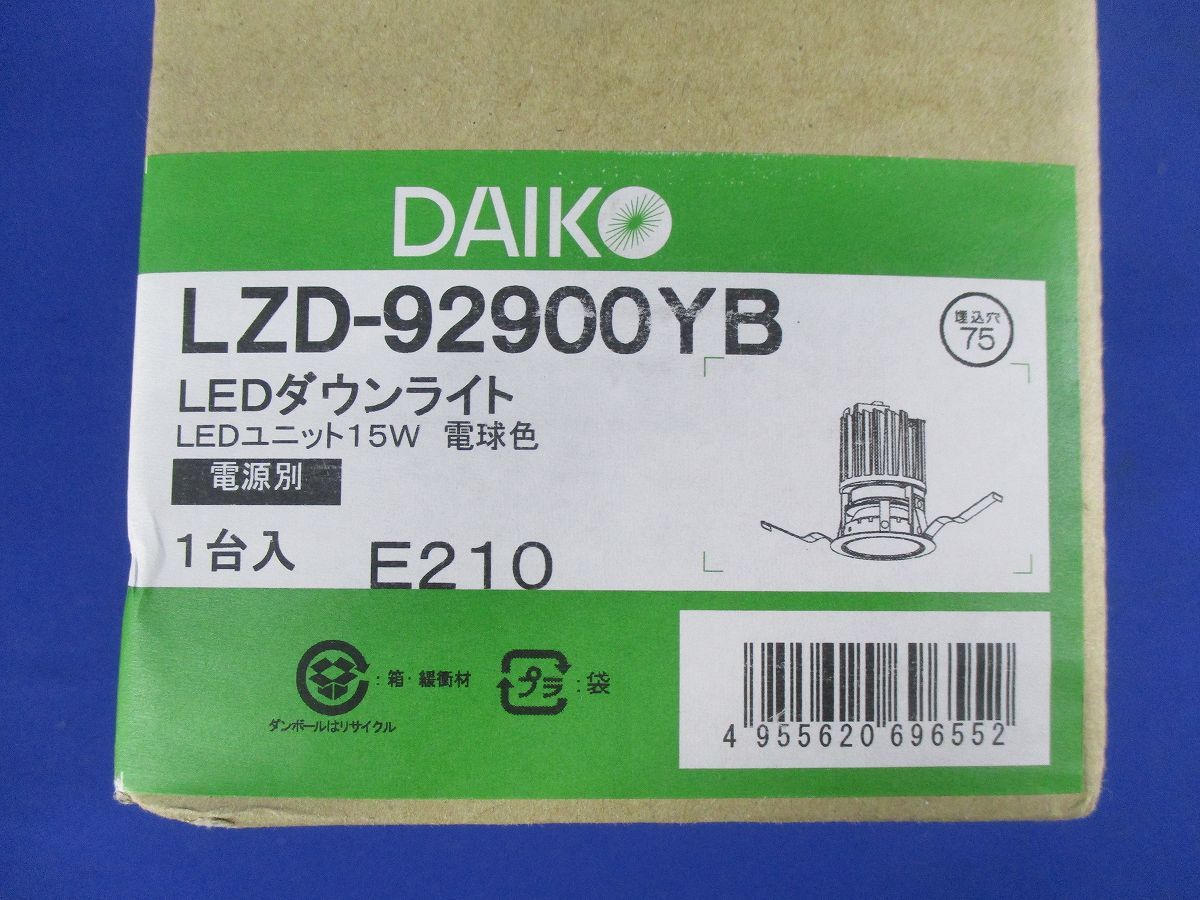 DAIKO
LZD-92900YB
埋込穴
75
LEDダウンライト
LEDユニット15W 電球色
電源別
1台入 E210
:箱・緩衝材
プラ:袋
ダンボールはリサイクル
4 955620 696552